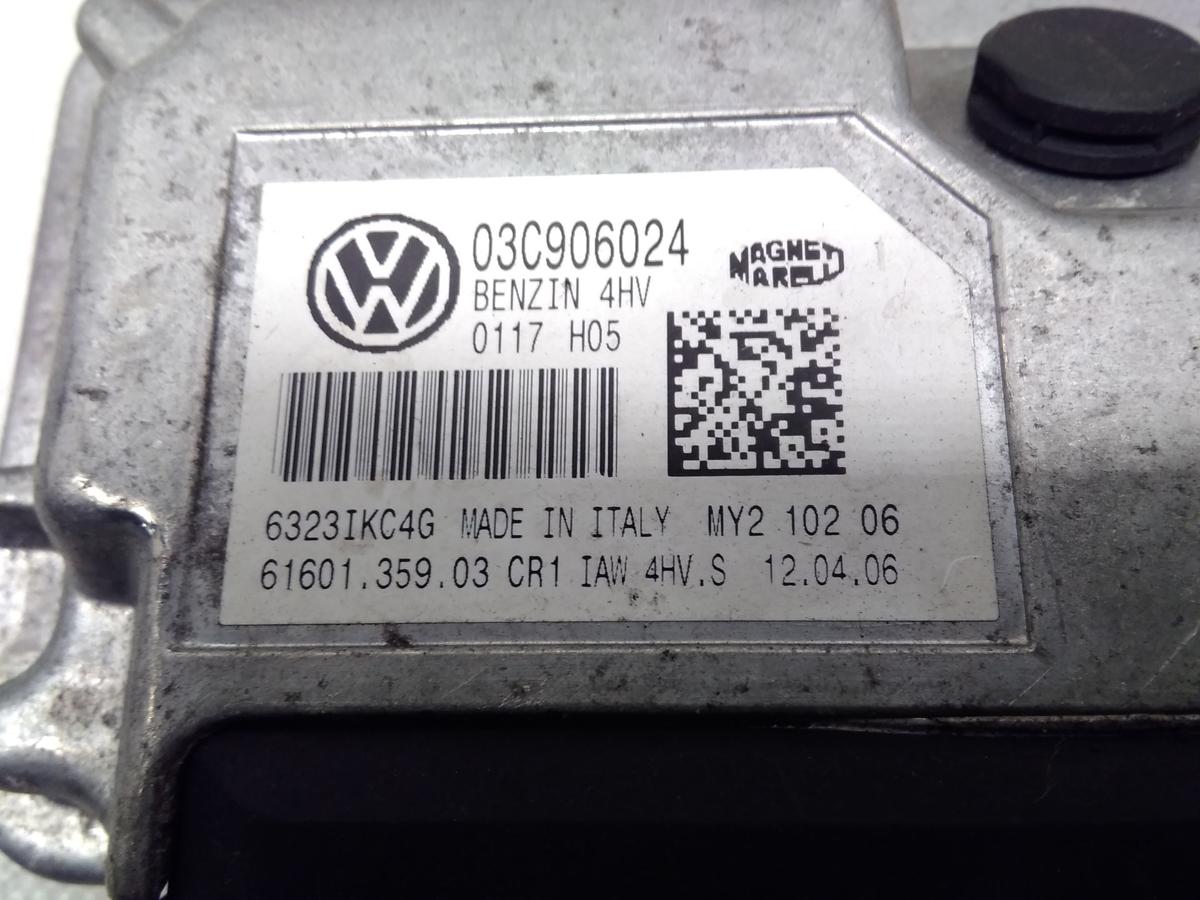 03C906024
BENZIN 4HV
0117 H05
MAGNETI
MARELLI
6323IKC4G MADE IN ITALY MY2 102 06
61601.359.03 CR1 IAW 4HV.S 12.04.06